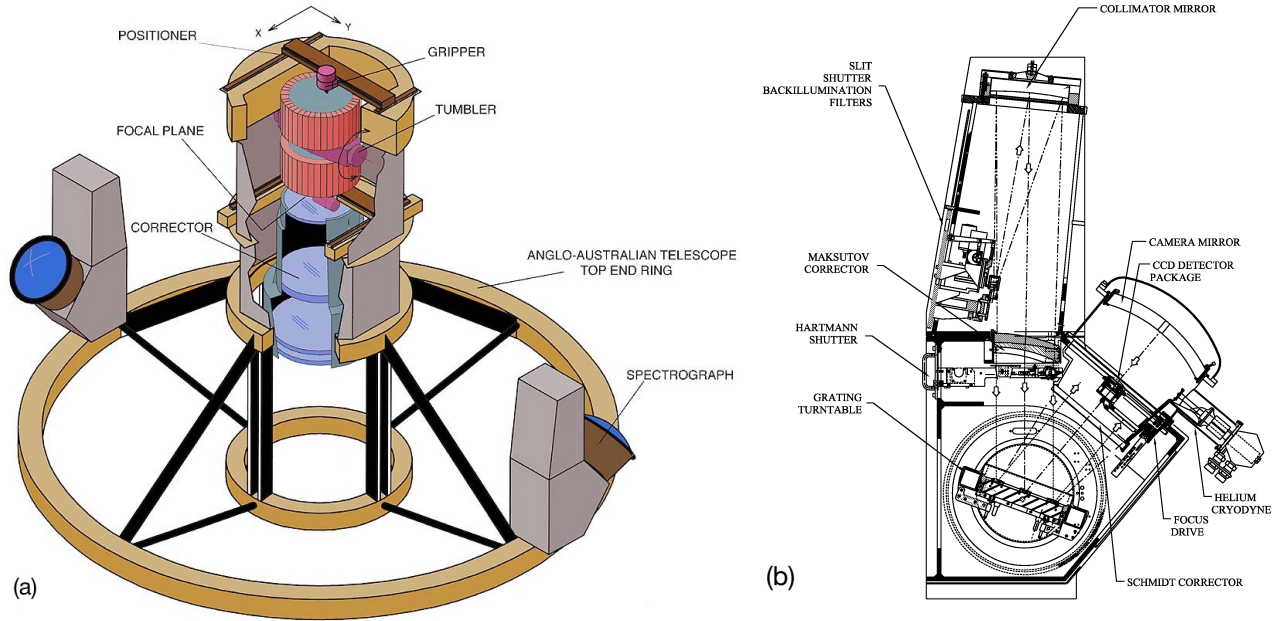 X
Y
POSITIONER
GRIPPER
TUMBLER
FOCAL PLANE
CORRECTOR
ANGLO-AUSTRALIAN TELESCOPE
TOP END RING
SPECTROGRAPH
(a)
COLLIMATOR MIRROR
SLIT
SHUTTER
BACKILLUMINATION
FILTERS
MAKSUTOV
CORRECTOR
HARTMANN
SHUTTER
GRATING
TURNTABLE
CAMERA MIRROR
CCD DETECTOR
PACKAGE
HELIUM
CRYODYNE
FOCUS
DRIVE
SCHMIDT CORRECTOR
(b)